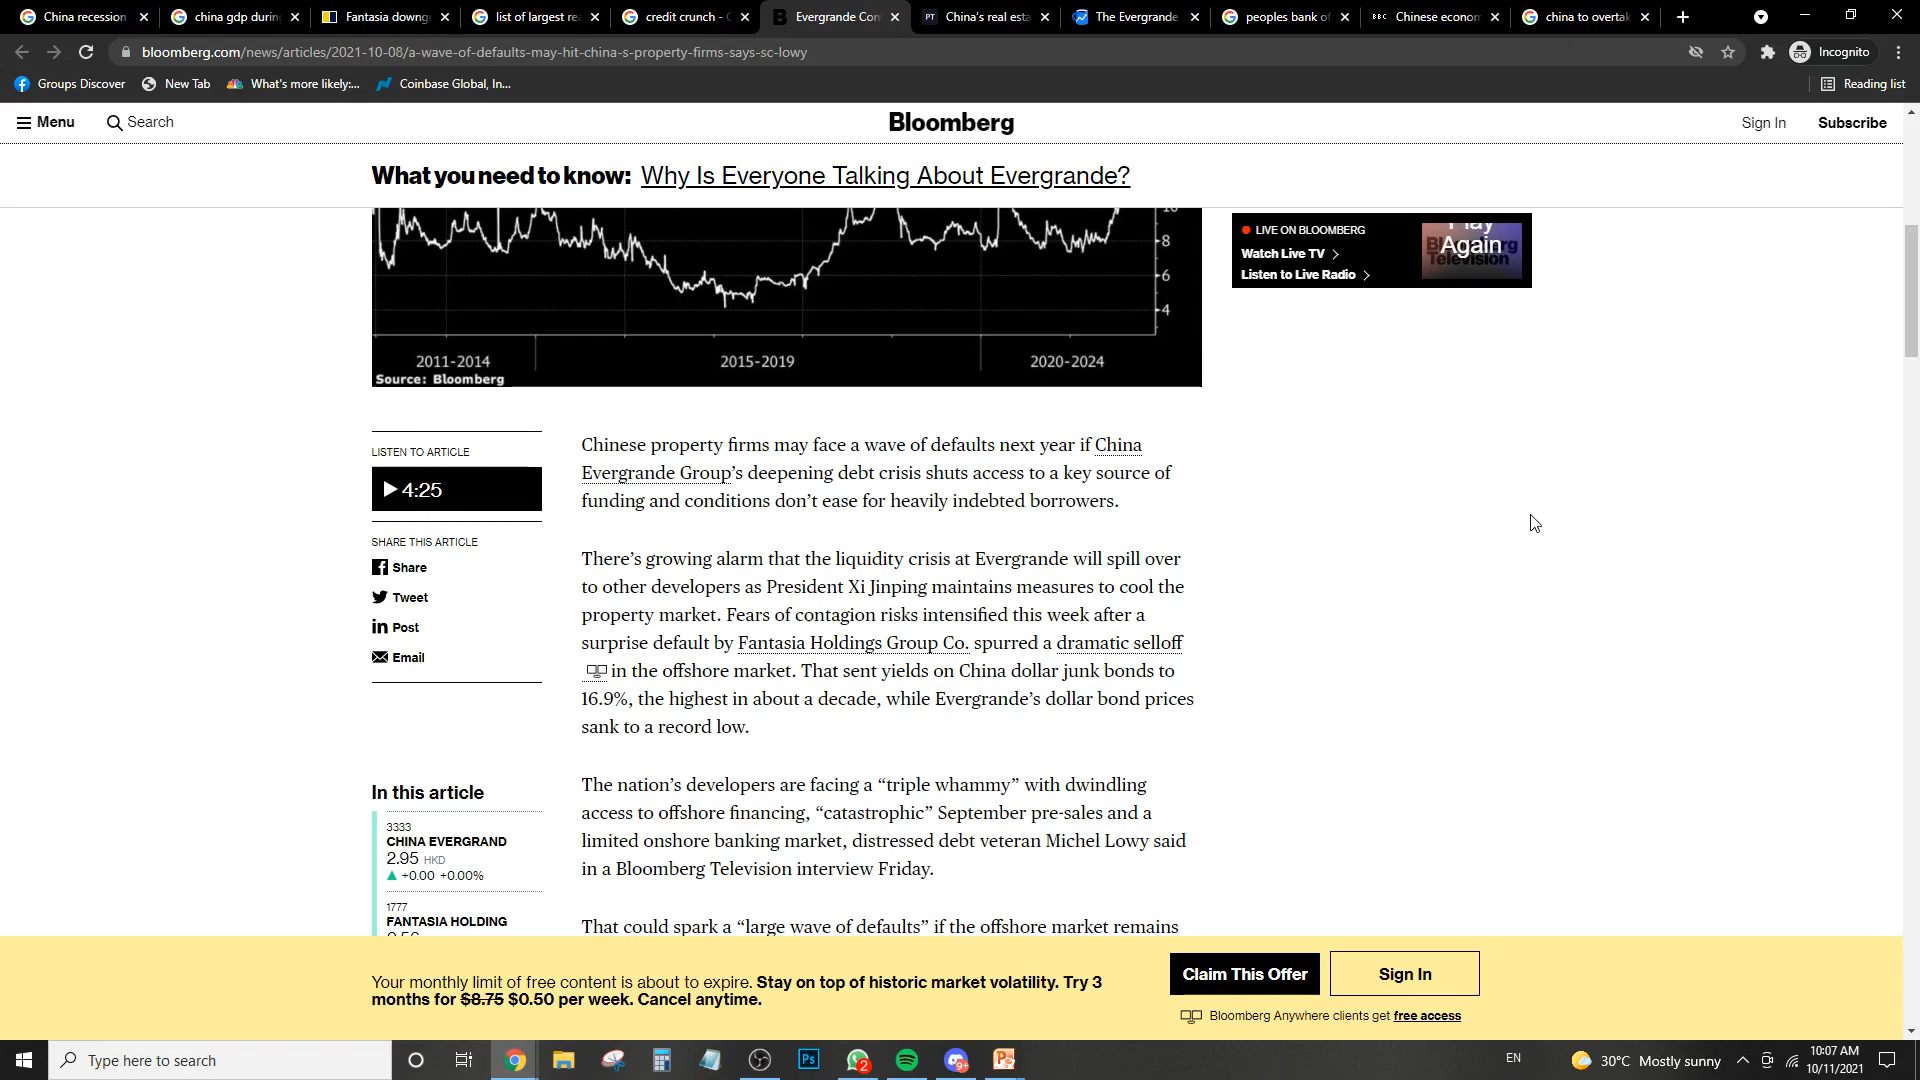 China recession
china gdp durin
Fantasia downg
list of largest re
credit crunch - G
Evergrande Con
China's real esta
The Evergrande
peoples bank of
Chinese econom
china to overtak
bloomberg.com/news/articles/2021-10-08/a-wave-of-defaults-may-hit-china-s-property-firms-says-sc-lowy
Incognito
Groups Discover
New Tab
What's more likely:...
Coinbase Global, In...
Reading list
Menu
Search
Bloomberg
Sign In
Subscribe
What you need to know: Why Is Everyone Talking About Evergrande?
10
8
6
4
2011-2014
2015-2019
2020-2024
Source: Bloomberg
LIVE ON BLOOMBERG
Watch Live TV >
Listen to Live Radio >
Play
Again
Bloomberg
Television
LISTEN TO ARTICLE
4:25
SHARE THIS ARTICLE
Share
Tweet
Post
Email
Chinese property firms may face a wave of defaults next year if China
Evergrande Group’s deepening debt crisis shuts access to a key source of
funding and conditions don’t ease for heavily indebted borrowers.
There’s growing alarm that the liquidity crisis at Evergrande will spill over
to other developers as President Xi Jinping maintains measures to cool the
property market. Fears of contagion risks intensified this week after a
surprise default by Fantasia Holdings Group Co. spurred a dramatic selloff
in the offshore market. That sent yields on China dollar junk bonds to
16.9%, the highest in about a decade, while Evergrande’s dollar bond prices
sank to a record low.
In this article
3333
CHINA EVERGRAND
2.95 HKD
+0.00 +0.00%
1777
FANTASIA HOLDING
The nation’s developers are facing a “triple whammy” with dwindling
access to offshore financing, “catastrophic” September pre-sales and a
limited onshore banking market, distressed debt veteran Michel Lowy said
in a Bloomberg Television interview Friday.
That could spark a “large wave of defaults” if the offshore market remains
Your monthly limit of free content is about to expire. Stay on top of historic market volatility. Try 3
months for $8.75 $0.50 per week. Cancel anytime.
Claim This Offer
Sign In
Bloomberg Anywhere clients get free access
Type here to search
2
9+
EN
30°C Mostly sunny
10:07 AM
10/11/2021